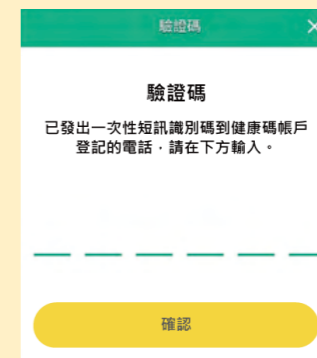 驗證碼
驗證碼
已發出一次性短訊識別碼到健康碼帳戶
登記的電話，請在下方輸入。
確認